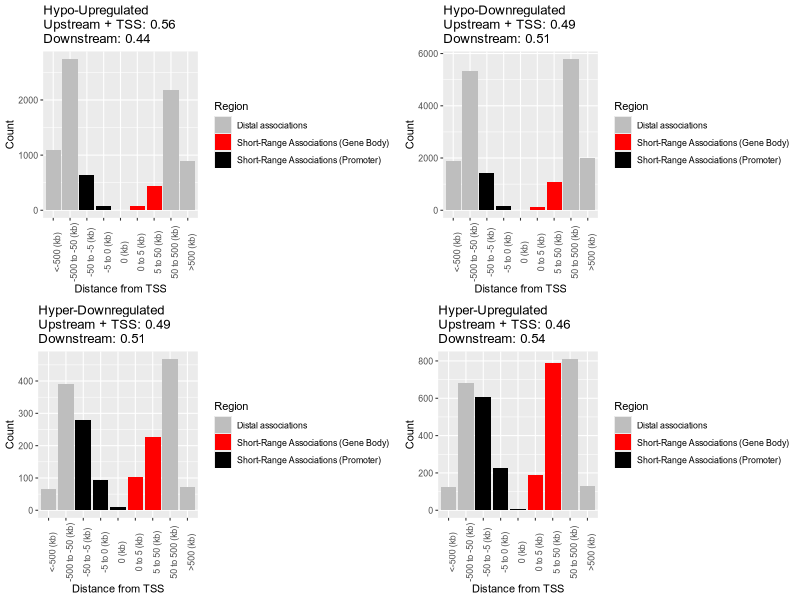 Hypo-Upregulated
Upstream + TSS: 0.56
Downstream: 0.44
2000
1000
0
Count
<-500 (kb)
-500 to -50 (kb)
-50 to -5 (kb)
-5 to 0 (kb)
0 (kb)
0 to 5 (kb)
5 to 50 (kb)
50 to 500 (kb)
>500 (kb)
Distance from TSS
Region
Distal associations
Short-Range Associations (Gene Body)
Short-Range Associations (Promoter)
Hypo-Downregulated
Upstream + TSS: 0.49
Downstream: 0.51
6000
4000
2000
0
Count
<-500 (kb)
-500 to -50 (kb)
-50 to -5 (kb)
-5 to 0 (kb)
0 (kb)
0 to 5 (kb)
5 to 50 (kb)
50 to 500 (kb)
>500 (kb)
Distance from TSS
Region
Distal associations
Short-Range Associations (Gene Body)
Short-Range Associations (Promoter)
Hyper-Downregulated
Upstream + TSS: 0.49
Downstream: 0.51
400
300
200
100
0
Count
<-500 (kb)
-500 to -50 (kb)
-50 to -5 (kb)
-5 to 0 (kb)
0 (kb)
0 to 5 (kb)
5 to 50 (kb)
50 to 500 (kb)
>500 (kb)
Distance from TSS
Region
Distal associations
Short-Range Associations (Gene Body)
Short-Range Associations (Promoter)
Hyper-Upregulated
Upstream + TSS: 0.46
Downstream: 0.54
800
600
400
200
0
Count
<-500 (kb)
-500 to -50 (kb)
-50 to -5 (kb)
-5 to 0 (kb)
0 (kb)
0 to 5 (kb)
5 to 50 (kb)
50 to 500 (kb)
>500 (kb)
Distance from TSS
Region
Distal associations
Short-Range Associations (Gene Body)
Short-Range Associations (Promoter)